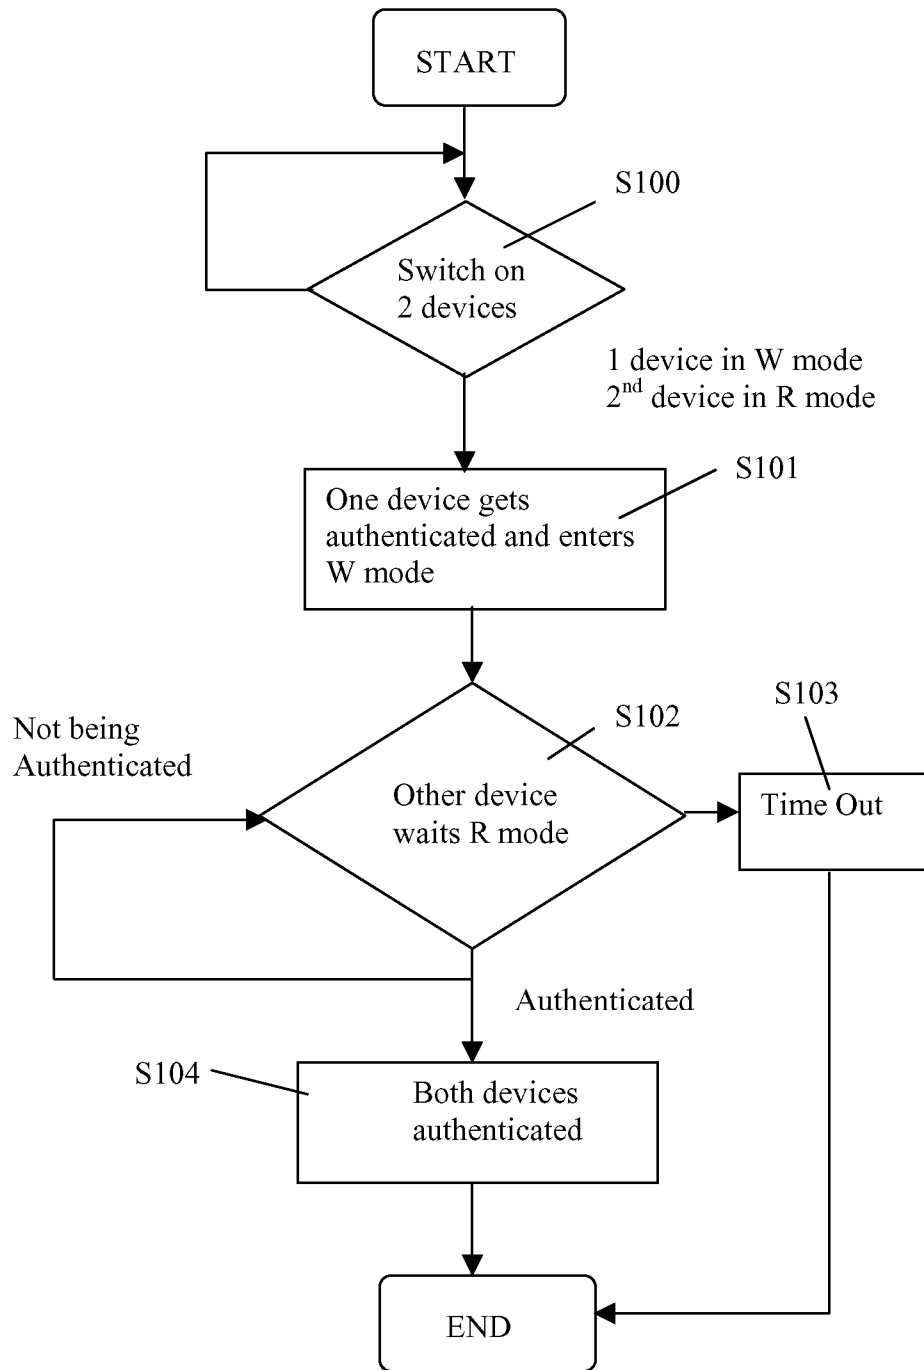 START
S100
Switch on
2 devices
1 device in W mode
2nd device in R mode
S101
One device gets
authenticated and enters
W mode
S103
S102
Not being
Authenticated
Other device
waits R mode
Time Out
Authenticated
S104
Both devices
authenticated
END